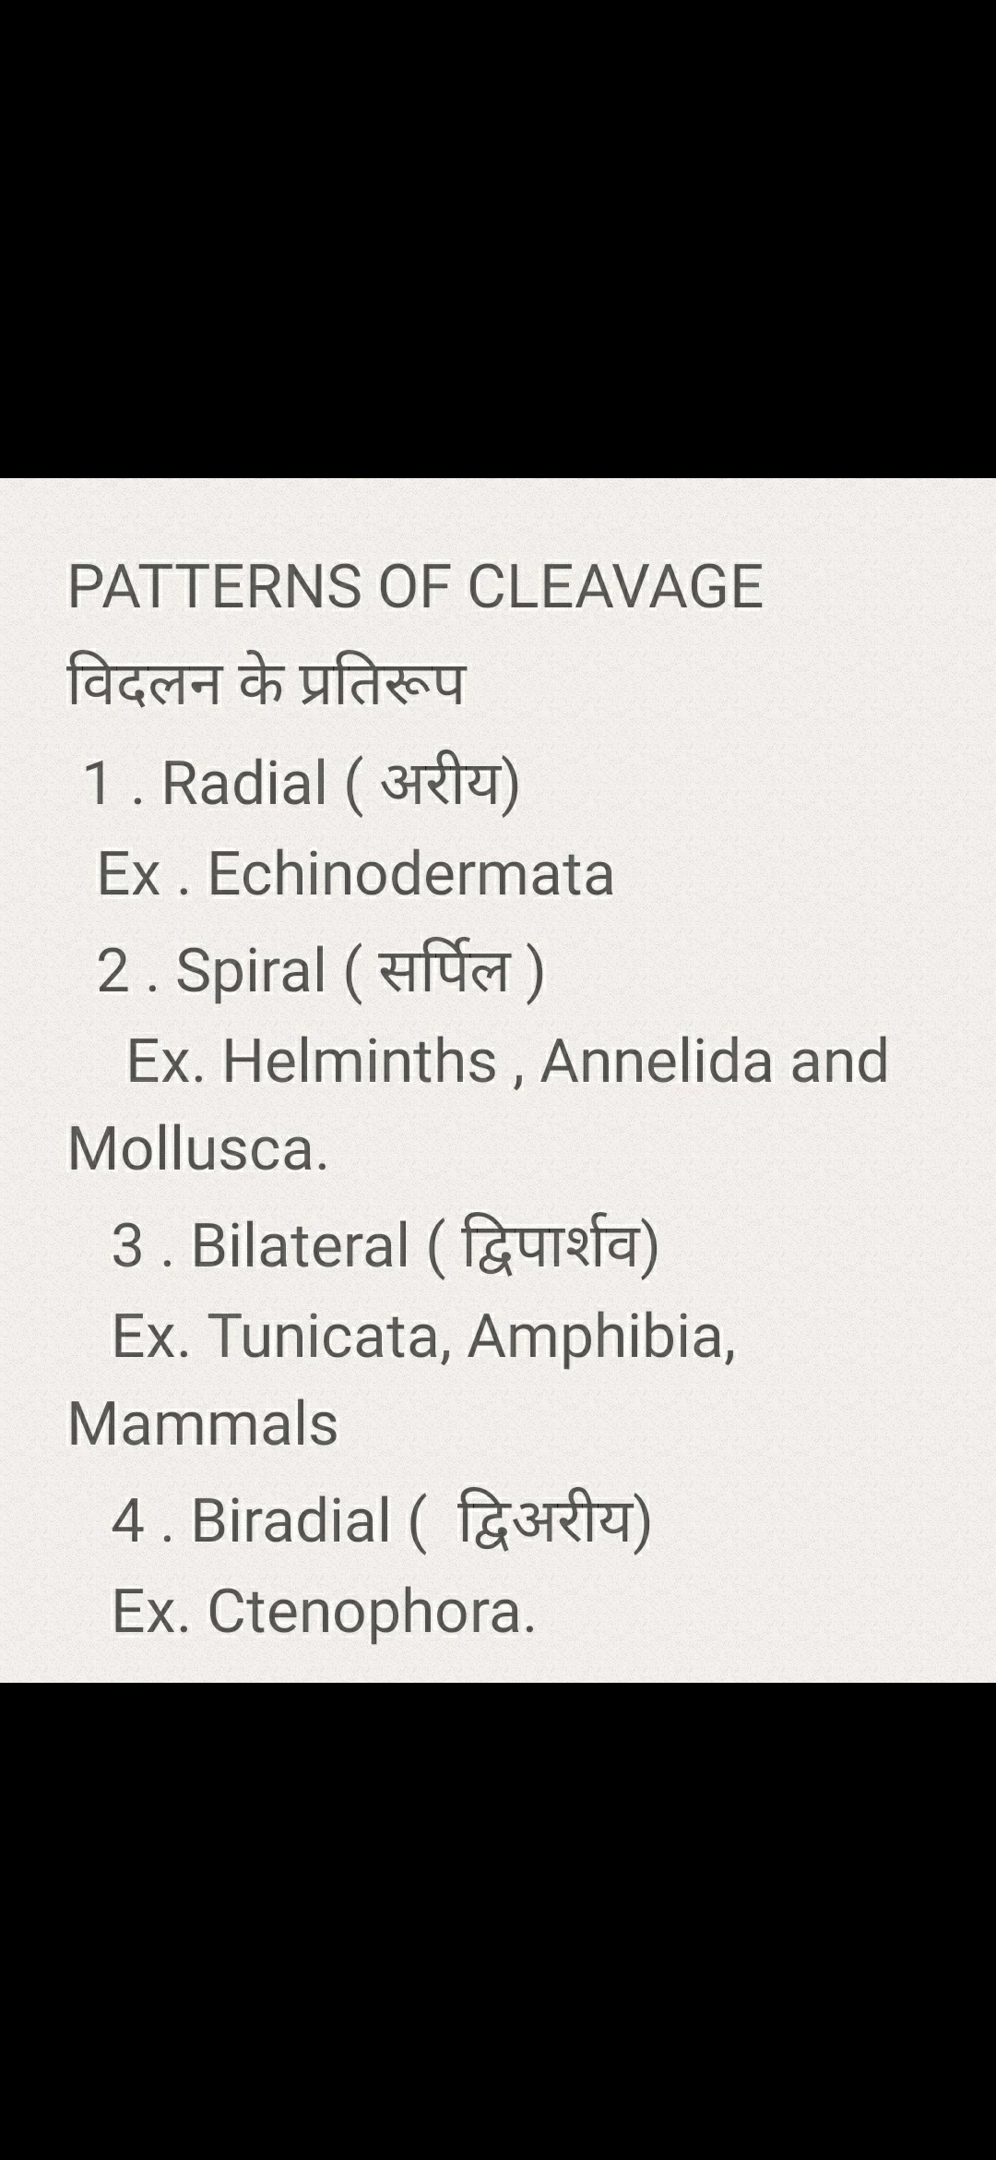 PATTERNS OF CLEAVAGE
विदलन के प्रतिरूप
1 . Radial ( अरीय)
Ex . Echinodermata
2 . Spiral ( सर्पिल )
Ex. Helminths , Annelida and
Mollusca.
3 . Bilateral ( द्विपार्शव)
Ex. Tunicata, Amphibia,
Mammals
4 . Biradial (  द्विअरीय)
Ex. Ctenophora.